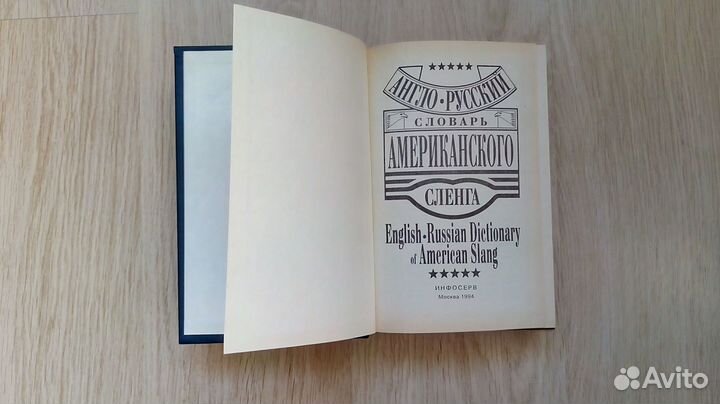 ★★★★★
АНГЛО•РУССКИЙ
СЛОВАРЬ
АМЕРИКАНСКОГО
СЛЕНГА
English•Russian Dictionary
of American Slang
★★★★★
ИНФОСЕРВ
Москва 1994
Avito